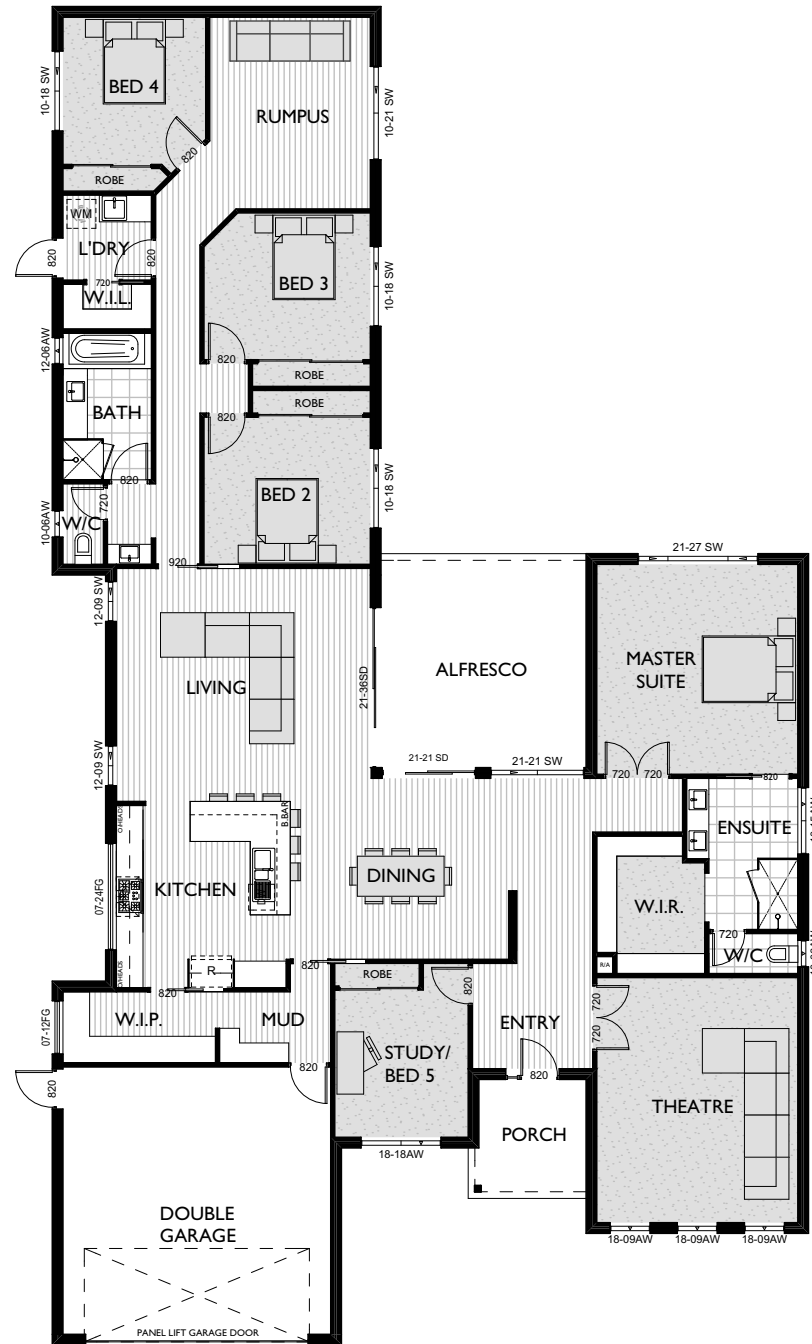 BED 4
10-18 SW
820
ROBE
RUMPUS
10-21 SW
WM
L'DRY
820
820
720
W.I.L.
BED 3
10-18 SW
820
ROBE
12-06AW
BATH
820
ROBE
820
BED 2
10-18 SW
10-06AW
W/C
720
920
21-27 SW
12-09 SW
LIVING
21-36SD
ALFRESCO
MASTER
SUITE
12-09 SW
21-21 SD
21-21 SW
720
720
820
O.HEADS
B.BAR
ENSUITE
07-24FG
KITCHEN
DINING
W.I.R.
O/HEADS
R
820
720
W/C
R/A
820
ROBE
820
07-12FG
W.I.P.
MUD
ENTRY
720
720
820
820
STUDY/
BED 5
820
THEATRE
PORCH
18-18AW
DOUBLE
GARAGE
18-09AW
18-09AW
18-09AW
PANEL LIFT GARAGE DOOR